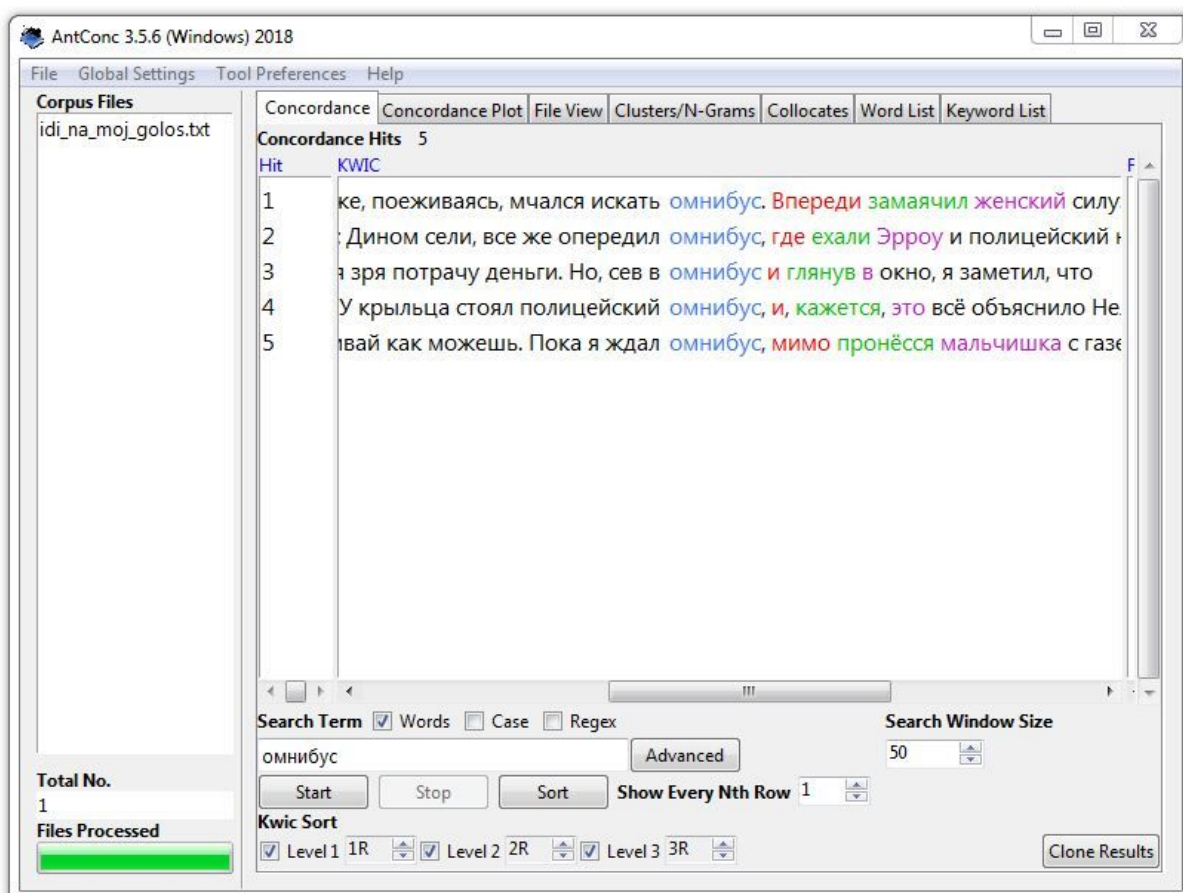 AntConc 3.5.6 (Windows) 2018
File Global Settings Tool Preferences Help
Corpus Files
idi_na_moj_golos.txt
Total No.
1
Files Processed
Concordance Concordance Plot File View Clusters/N-Grams Collocates Word List Keyword List
Concordance Hits 5
Hit KWIC F
1 же, поеживаясь, мчался искать омнибус. Впереди замаячил женский силу
2 Дином сели, все же опередил омнибус, где ехали Эрроу и полицейский н
3 я зря потрачу деньги. Но, сев в омнибус и глянув в окно, я заметил, что
4 У крыльца стоял полицейский омнибус, и, кажется, это всё объяснило Не
5 ивай как можешь. Пока я ждал омнибус, мимо пронёсся мальчишка с газе
Search Term Words Case Regex Search Window Size
омнибус Advanced 50
Start Stop Sort Show Every Nth Row 1
Kwic Sort
Level 1 1R Level 2 2R Level 3 3R Clone Results